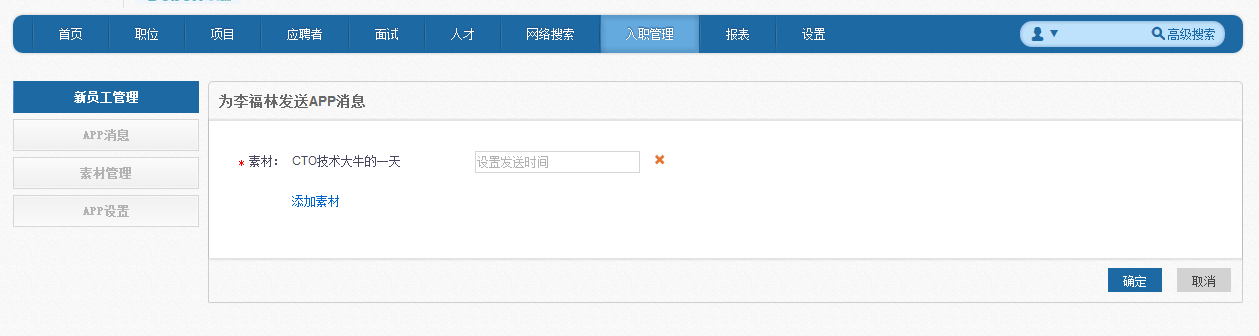 首页 职位 项目 应聘者 面试 人才 网络搜索 入职管理 报表 设置 高级搜索
新员工管理
APP消息
素材管理
APP设置
为李福林发送APP消息
* 素材： CTO技术大牛的一天 设置发送时间
添加素材
确定 取消